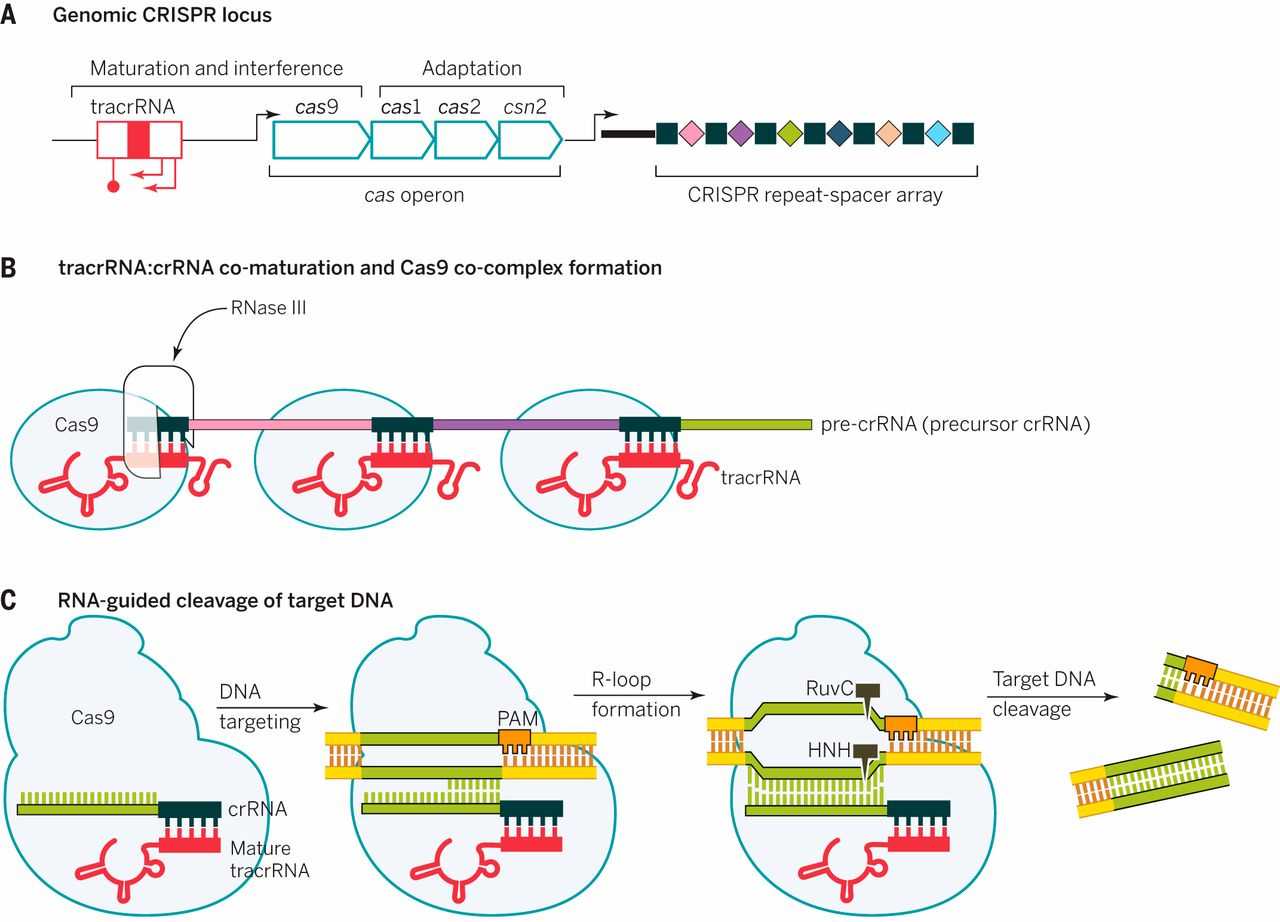 A Genomic CRISPR locus
Maturation and interference
Adaptation
tracrRNA
cas9
cas1
cas2
csn2
cas operon
CRISPR repeat-spacer array
B tracrRNA:crRNA co-maturation and Cas9 co-complex formation
RNase III
Cas9
pre-crRNA (precursor crRNA)
tracrRNA
C RNA-guided cleavage of target DNA
Cas9
crRNA
Mature
tracrRNA
DNA
targeting
PAM
R-loop
formation
RuvC
HNH
Target DNA
cleavage